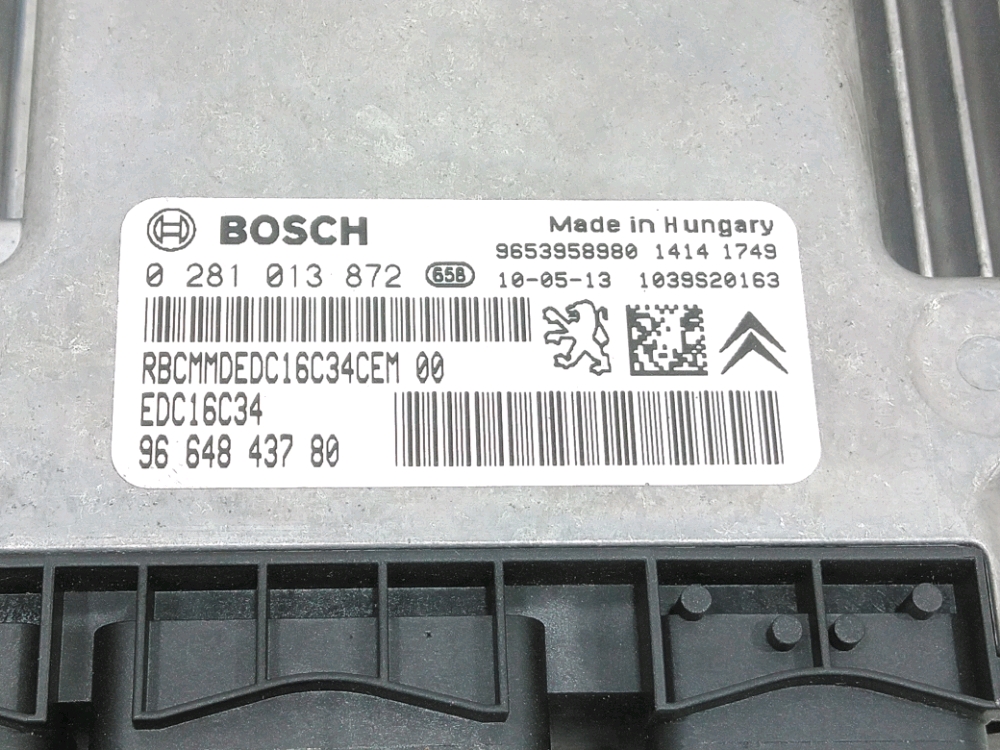 BOSCH
Made in Hungary
9653958980 1414 1749
0 281 013 872 65B 10-05-13 1039S20163
RBCMMDEDC16C34CEM 00
EDC16C34
96 648 437 80